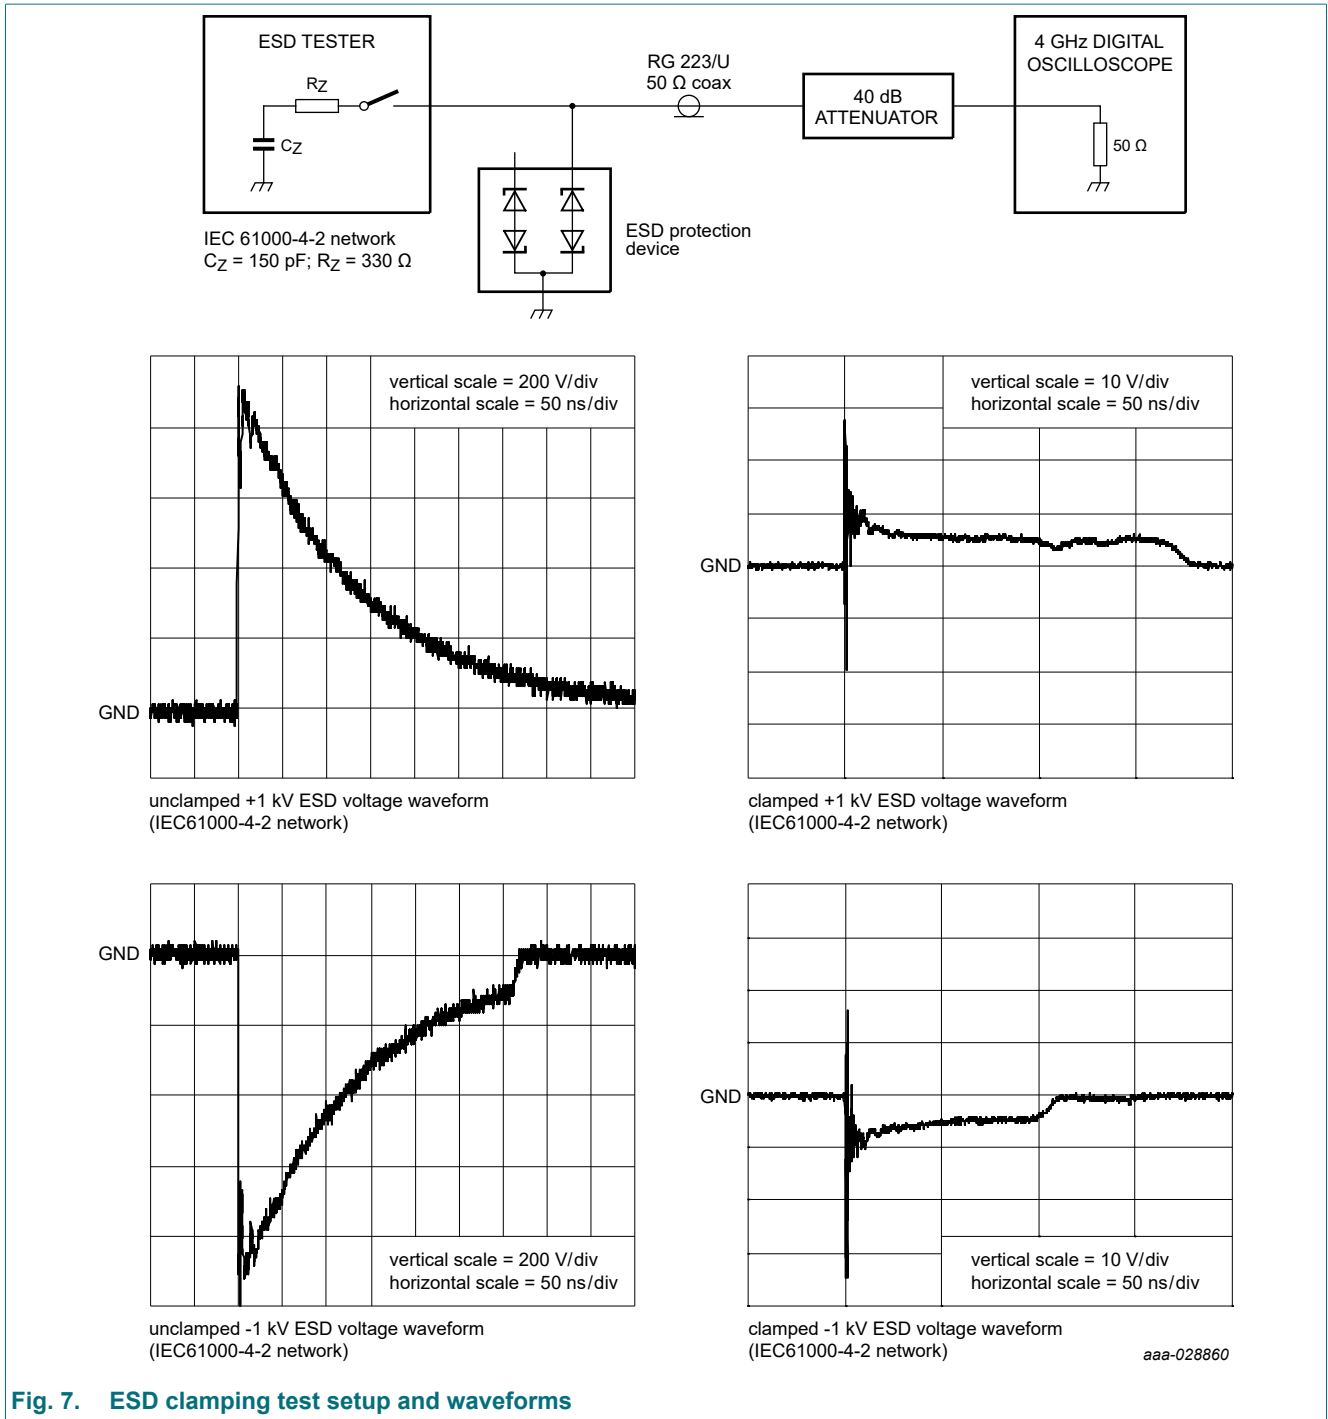 ESD TESTER
RZ
CZ
IEC 61000-4-2 network
CZ = 150 pF; RZ = 330 Ω
RG 223/U
50 Ω coax
40 dB
ATTENUATOR
4 GHz DIGITAL
OSCILLOSCOPE
50 Ω
ESD protection
device
vertical scale = 200 V/div
horizontal scale = 50 ns/div
GND
unclamped +1 kV ESD voltage waveform
(IEC61000-4-2 network)
vertical scale = 10 V/div
horizontal scale = 50 ns/div
GND
clamped +1 kV ESD voltage waveform
(IEC61000-4-2 network)
GND
vertical scale = 200 V/div
horizontal scale = 50 ns/div
unclamped -1 kV ESD voltage waveform
(IEC61000-4-2 network)
GND
vertical scale = 10 V/div
horizontal scale = 50 ns/div
clamped -1 kV ESD voltage waveform
(IEC61000-4-2 network)
aaa-028860
Fig. 7. ESD clamping test setup and waveforms